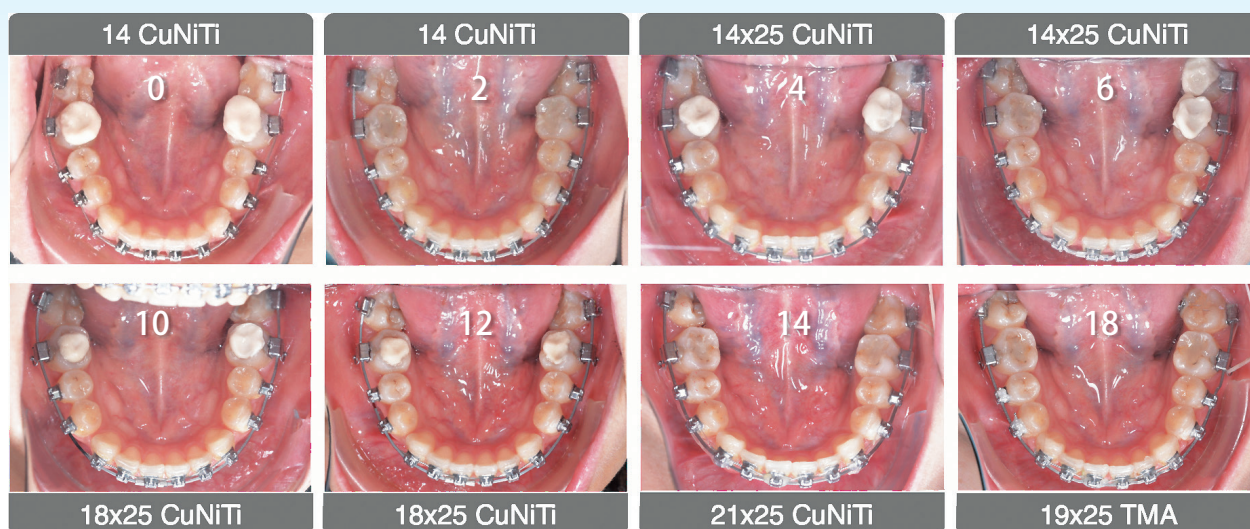 14 CuNiTi
14 CuNiTi
14x25 CuNiTi
14x25 CuNiTi
0
2
4
6
10
12
14
18
18x25 CuNiTi
18x25 CuNiTi
21x25 CuNiTi
19x25 TMA